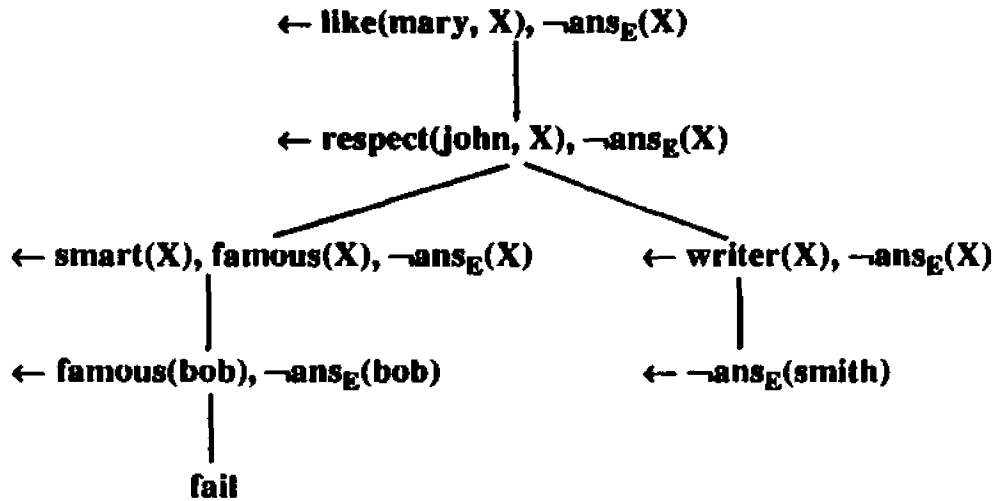 ← like(mary, X), ¬ans_E(X)
← respect(john, X), ¬ans_E(X)
← smart(X), famous(X), ¬ans_E(X)
← writer(X), ¬ans_E(X)
← famous(bob), ¬ans_E(bob)
← ¬ans_E(smith)
fail